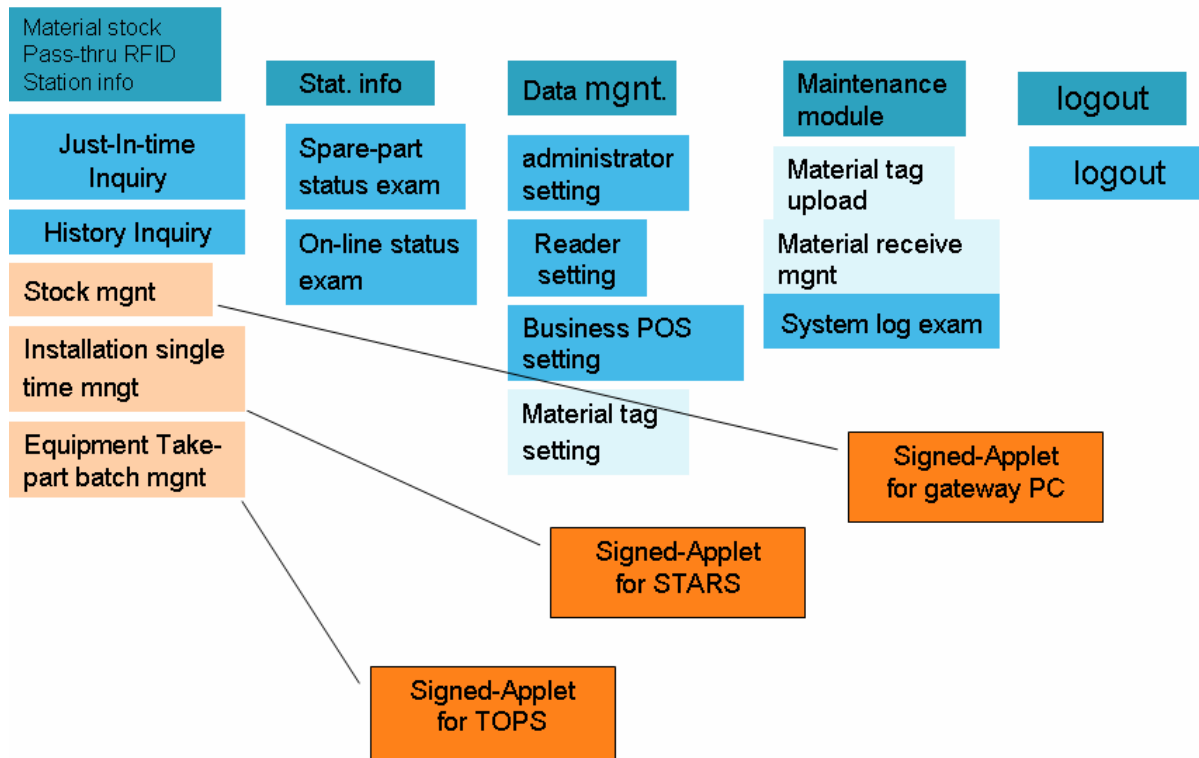 Material stock
Pass-thru RFID
Station info
Just-In-time
Inquiry
History Inquiry
Stock mgnt
Installation single
time mngt
Equipment Take-
part batch mgnt
Stat. info
Spare-part
status exam
On-line status
exam
Data mgnt.
administrator
setting
Reader
setting
Business POS
setting
Material tag
setting
Maintenance
module
Material tag
upload
Material receive
mgnt
System log exam
logout
logout
Signed-Applet
for gateway PC
Signed-Applet
for STARS
Signed-Applet
for TOPS